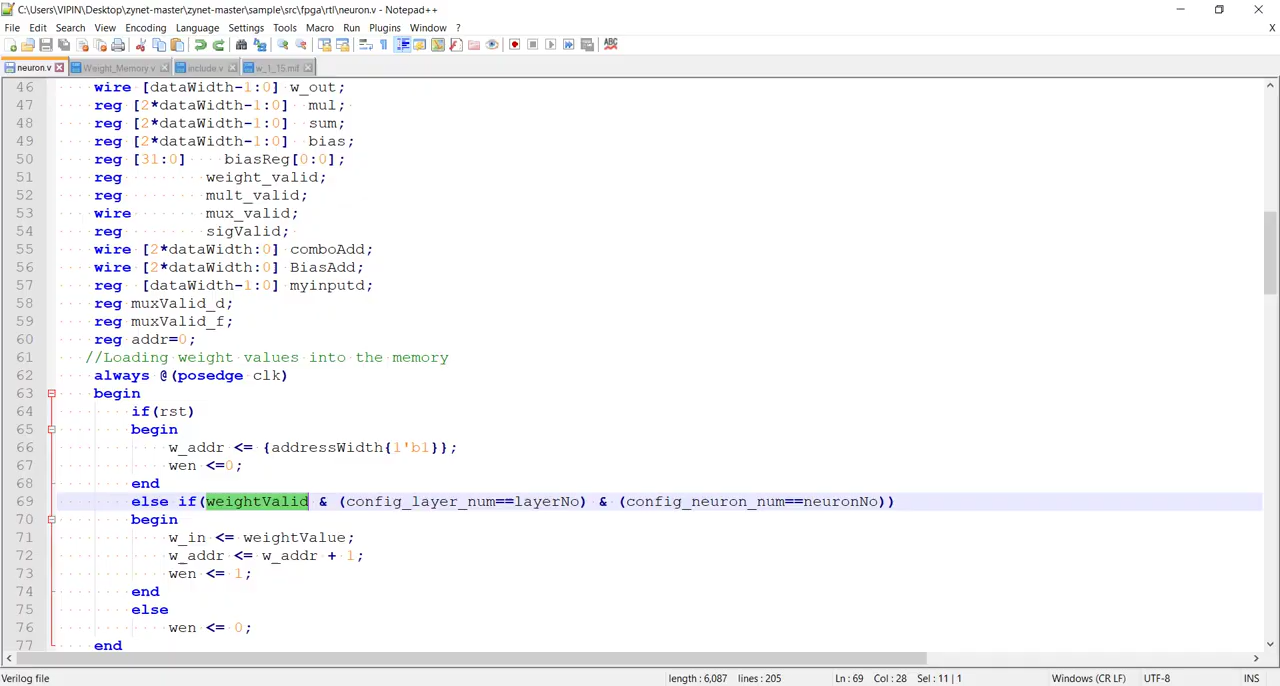 C:\Users\VIPIN\Desktop\zynet-master\zynet-master\sample\src\fpga\rtl\neuron.v - Notepad++
File Edit Search View Encoding Language Settings Tools Macro Run Plugins Window ?
X
ABC
neuron.v Weight_Memory.v include.v w_1_15.mif
46 wire [dataWidth-1:0] w_out;
47 reg [2*dataWidth-1:0] mul;
48 reg [2*dataWidth-1:0] sum;
49 reg [2*dataWidth-1:0] bias;
50 reg [31:0] biasReg[0:0];
51 reg weight_valid;
52 reg mult_valid;
53 wire mux_valid;
54 reg sigValid;
55 wire [2*dataWidth:0] comboAdd;
56 wire [2*dataWidth:0] BiasAdd;
57 reg [dataWidth-1:0] myinputd;
58 reg muxValid_d;
59 reg muxValid_f;
60 reg addr=0;
61 //Loading weight values into the memory
62 always @(posedge clk)
63 begin
64 if(rst)
65 begin
66 w_addr <= {addressWidth{1'b1}};
67 wen <=0;
68 end
69 else if(weightValid & (config_layer_num==layerNo) & (config_neuron_num==neuronNo))
70 begin
71 w_in <= weightValue;
72 w_addr <= w_addr + 1;
73 wen <= 1;
74 end
75 else
76 wen <= 0;
77 end
Verilog file length : 6,087 lines : 205 Ln : 69 Col : 28 Sel : 11 | 1 Windows (CR LF) UTF-8 INS